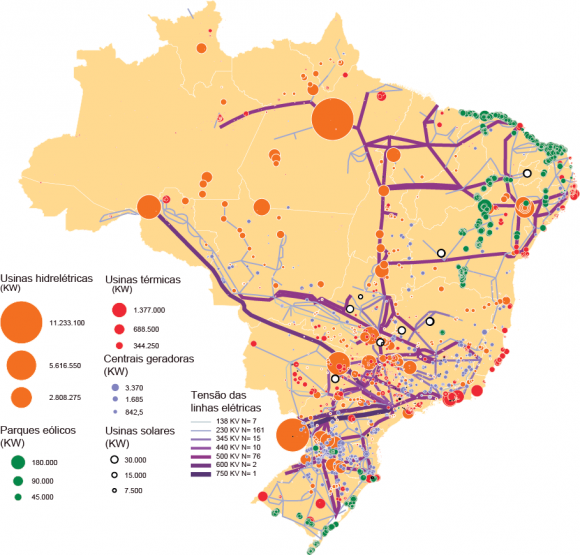 Usinas hidrelétricas
(KW)
11.233.100
5.616.550
2.808.275
Parques eólicos
(KW)
180.000
90.000
45.000
Usinas térmicas
(KW)
1.377.000
688.500
344.250
Centrais geradoras
(KW)
3.370
1.685
842,5
Usinas solares
(KW)
30.000
15.000
7.500
Tensão das
linhas elétricas
138 KV N= 7
230 KV N= 161
345 KV N= 15
440 KV N= 10
500 KV N= 76
600 KV N= 2
750 KV N= 1